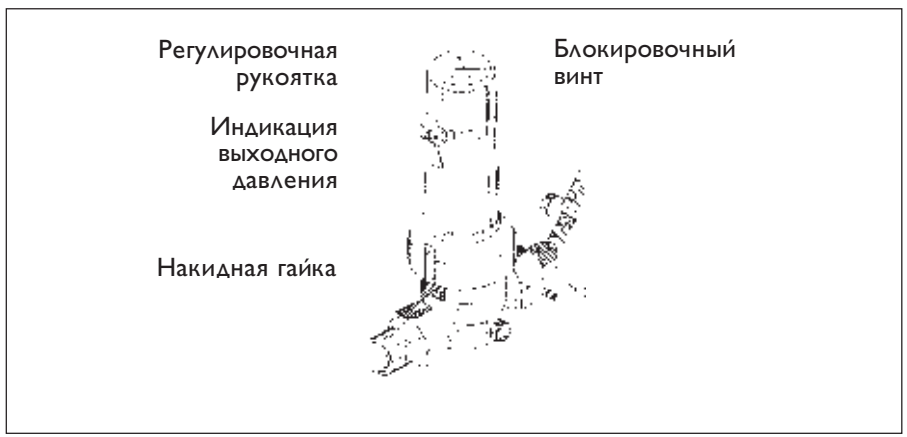 Регулировочная
рукоятка
Блокировочный
винт
Индикация
выходного
давления
Накидная гайка